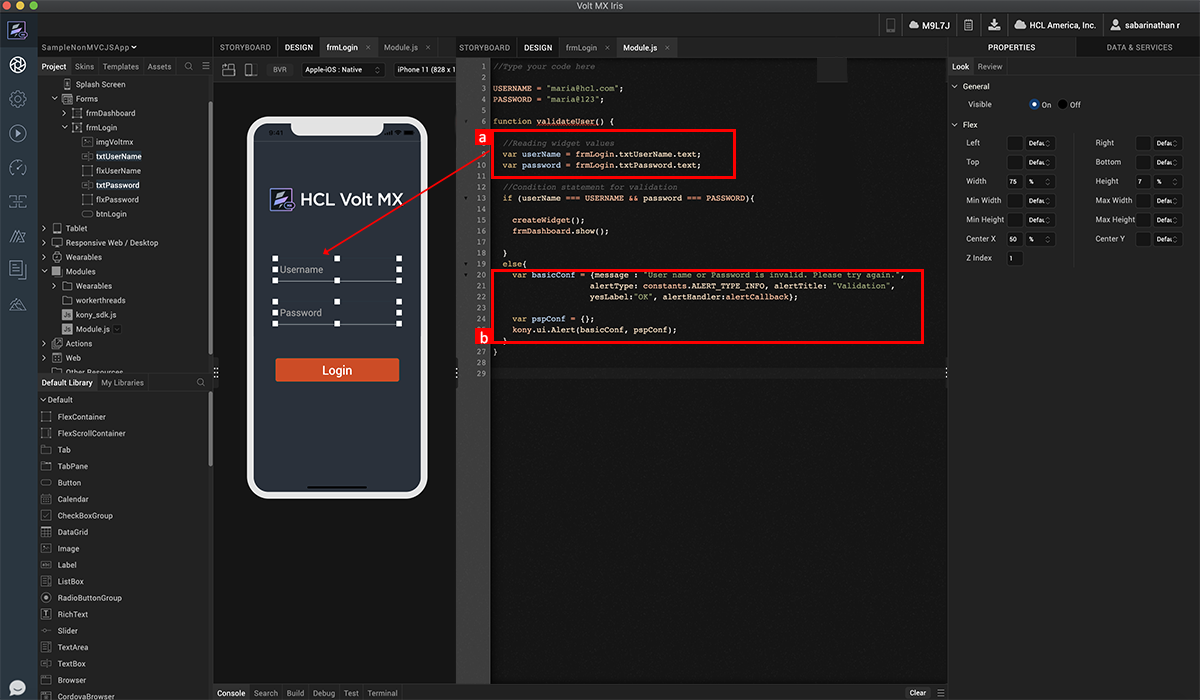 Volt MX Iris
M9L7J
HCL America, Inc.
sabarinathan r
SampleNonMVCJSApp
STORYBOARD DESIGN frmLogin × Module.js ×
STORYBOARD DESIGN frmLogin × Module.js ×
PROPERTIES DATA & SERVICES
Project Skins Templates Assets
BVR Apple-iOS : Native iPhone 11 (828 x 1
Look Review
Splash Screen
Forms
frmDashboard
frmLogin
imgVoltmx
txtUserName
flxUserName
txtPassword
flxPassword
btnLogin
Tablet
Responsive Web / Desktop
Wearables
Modules
Wearables
workerthreads
kony_sdk.js
Module.js
Actions
Web
Other Resources
Default Library My Libraries
Default
FlexContainer
FlexScrollContainer
Tab
TabPane
Button
Calendar
CheckBoxGroup
DataGrid
Image
Label
ListBox
RadioButtonGroup
RichText
Slider
TextArea
TextBox
Browser
CordovaBrowser
9:41
HCL Volt MX
Username
Password
Login
1 //Type your code here
2
3 USERNAME = "maria@hcl.com";
4 PASSWORD = "maria@123";
5
6 function validateUser() {
a
//Reading widget values
9 var userName = frmLogin.txtUserName.text;
10 var password = frmLogin.txtPassword.text;
11
12 //Condition statement for validation
13 if (userName === USERNAME && password === PASSWORD){
14
15 createWidget();
16 frmDashboard.show();
17
18 }
19 else{
20 var basicConf = {message : "User name or Password is invalid. Please try again.",
21 alertType: constants.ALERT_TYPE_INFO, alertTitle: "Validation",
22 yesLabel:"OK", alertHandler:alertCallback};
23
24 var pspConf = {};
kony.ui.Alert(basicConf, pspConf);
b }
27 }
28
29
General
Visible On Off
Flex
Left Defau Right Defau
Top Defau Bottom Defau
Width 75 % Height 7 %
Min Width Defau Max Width Defau
Min Height Defau Max Height Defau
Center X 50 % Center Y Defau
Z Index 1
Console Search Build Debug Test Terminal Clear